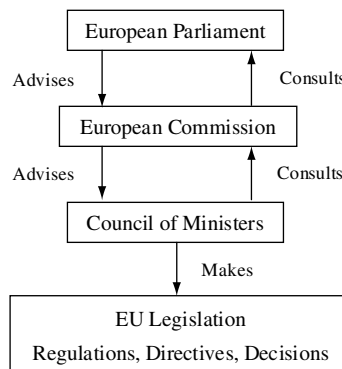 European Parliament
Advises
Consults
European Commission
Advises
Consults
Council of Ministers
Makes
EU Legislation
Regulations, Directives, Decisions